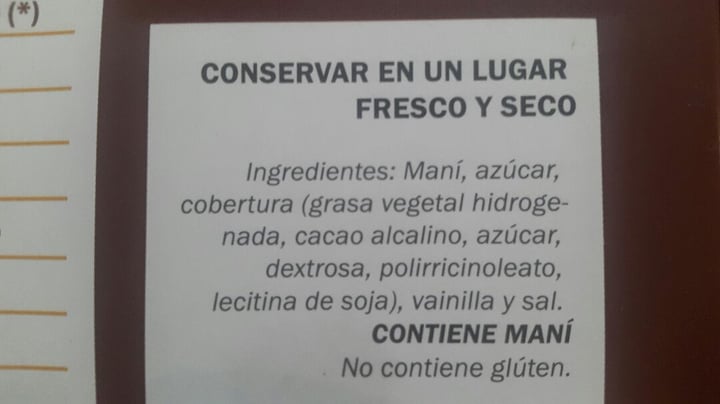 (*)
CONSERVAR EN UN LUGAR
FRESCO Y SECO
Ingredientes: Maní, azúcar,
cobertura (grasa vegetal hidroge-
nada, cacao alcalino, azúcar,
dextrosa, polirricinoleato,
lecitina de soja), vainilla y sal.
CONTIENE MANÍ
No contiene glúten.